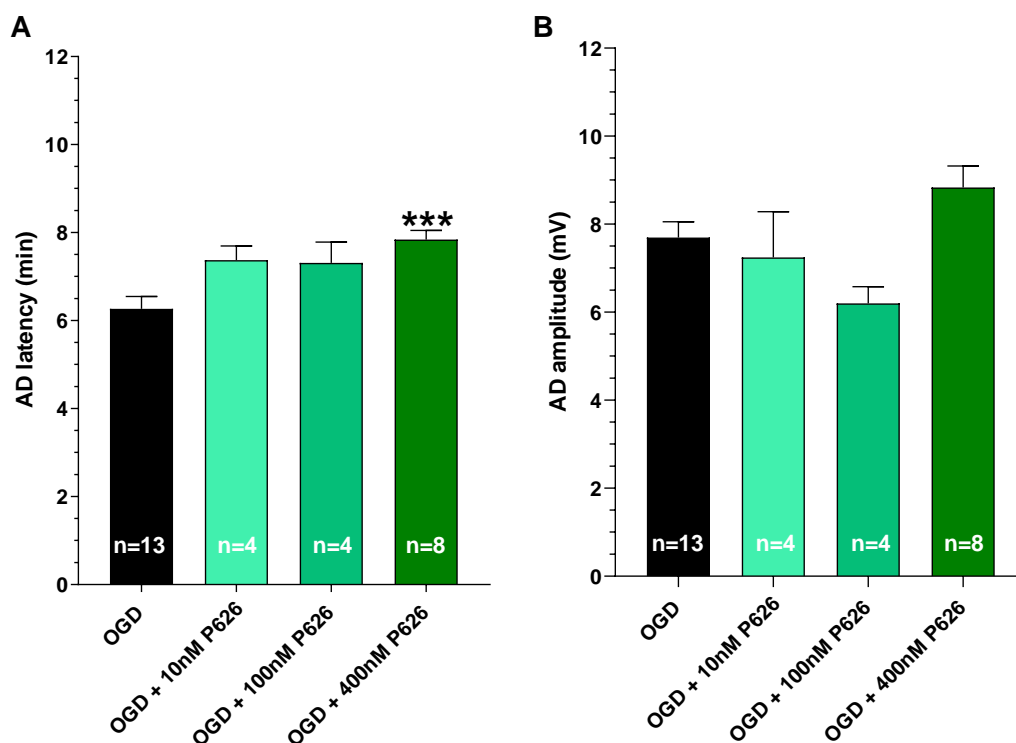 A
AD latency (min)
12
10
8
6
4
2
0
***
n=13
n=4
n=4
n=8
OGD
OGD + 10nM P626
OGD + 100nM P626
OGD + 400nM P626
B
AD amplitude (mV)
12
10
8
6
4
2
0
n=13
n=4
n=4
n=8
OGD
OGD + 10nM P626
OGD + 100nM P626
OGD + 400nM P626